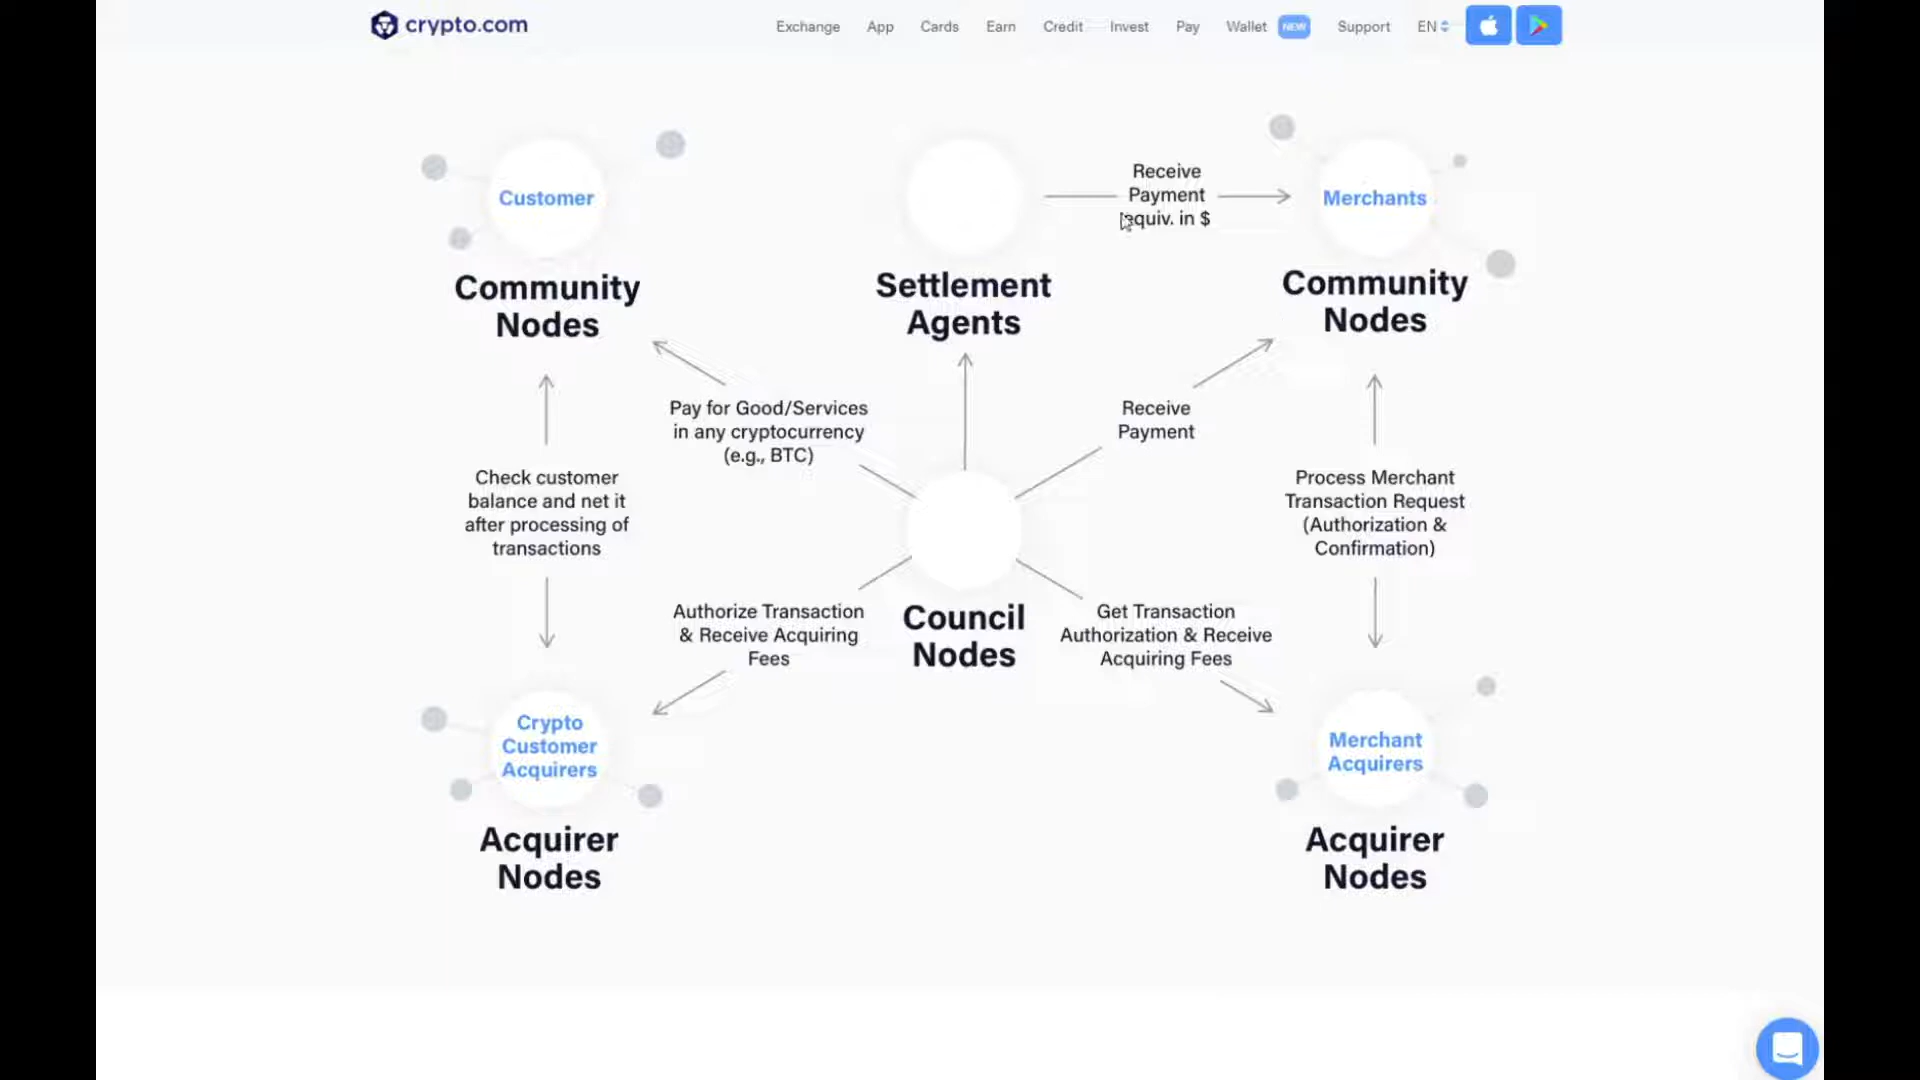 crypto.com
Exchange App Cards Earn Credit Invest Pay Wallet NEW Support EN
Customer
Community
Nodes
Settlement
Agents
Receive
Payment
equiv. in $
Merchants
Community
Nodes
Pay for Good/Services
in any cryptocurrency
(e.g., BTC)
Receive
Payment
Check customer
balance and net it
after processing of
transactions
Process Merchant
Transaction Request
(Authorization &
Confirmation)
Authorize Transaction
& Receive Acquiring
Fees
Council
Nodes
Get Transaction
Authorization & Receive
Acquiring Fees
Crypto
Customer
Acquirers
Acquirer
Nodes
Merchant
Acquirers
Acquirer
Nodes